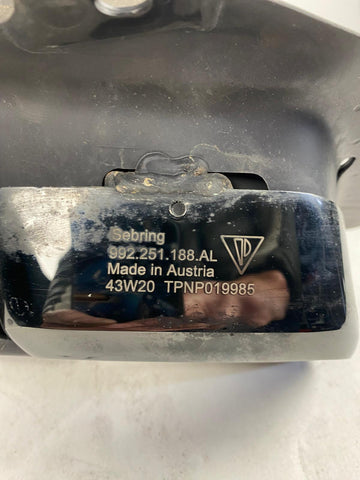 Sebring
992.251.188.AL
Made in Austria
43W20 TPNP019985